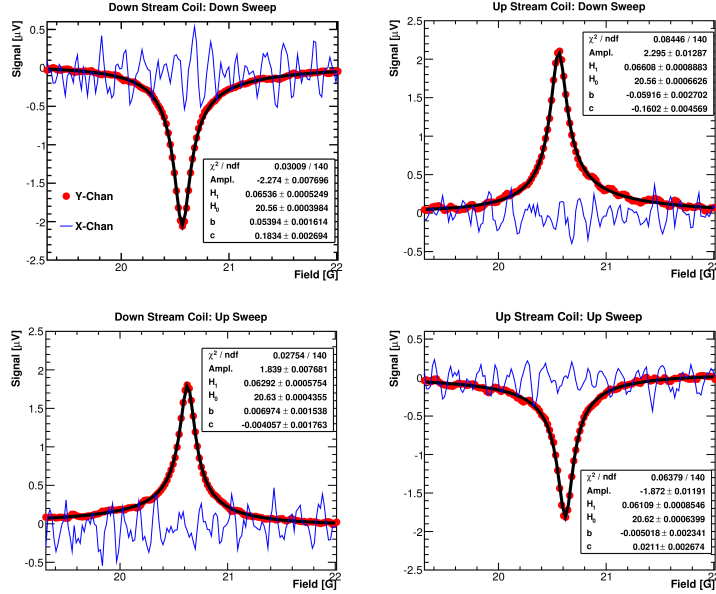 Down Stream Coil: Down Sweep
Signal [μV]
0.5
0
-0.5
-1
-1.5
-2
-2.5
20
21
22
Field [G]
Y-Chan
X-Chan
χ² / ndf 0.03009 / 140
Ampl. -2.274 ± 0.007696
H₁ 0.06536 ± 0.0005249
H₀ 20.56 ± 0.0003984
b 0.05394 ± 0.001614
c 0.1834 ± 0.002694
Up Stream Coil: Down Sweep
Signal [μV]
2.5
2
1.5
1
0.5
0
-0.5
20
21
22
Field [G]
χ² / ndf 0.08446 / 140
Ampl. 2.295 ± 0.01287
H₁ 0.06608 ± 0.0008883
H₀ 20.56 ± 0.0006626
b -0.05916 ± 0.002702
c -0.1602 ± 0.004569
Down Stream Coil: Up Sweep
Signal [μV]
2.5
2
1.5
1
0.5
0
-0.5
20
21
22
Field [G]
χ² / ndf 0.02754 / 140
Ampl. 1.839 ± 0.007681
H₁ 0.06292 ± 0.0005754
H₀ 20.63 ± 0.0004355
b 0.006974 ± 0.001538
c -0.004057 ± 0.001763
Up Stream Coil: Up Sweep
Signal [μV]
0.5
0
-0.5
-1
-1.5
-2
-2.5
20
21
22
Field [G]
χ² / ndf 0.06379 / 140
Ampl. -1.872 ± 0.01191
H₁ 0.06109 ± 0.0008546
H₀ 20.62 ± 0.0006399
b -0.005018 ± 0.002341
c 0.0211 ± 0.002674